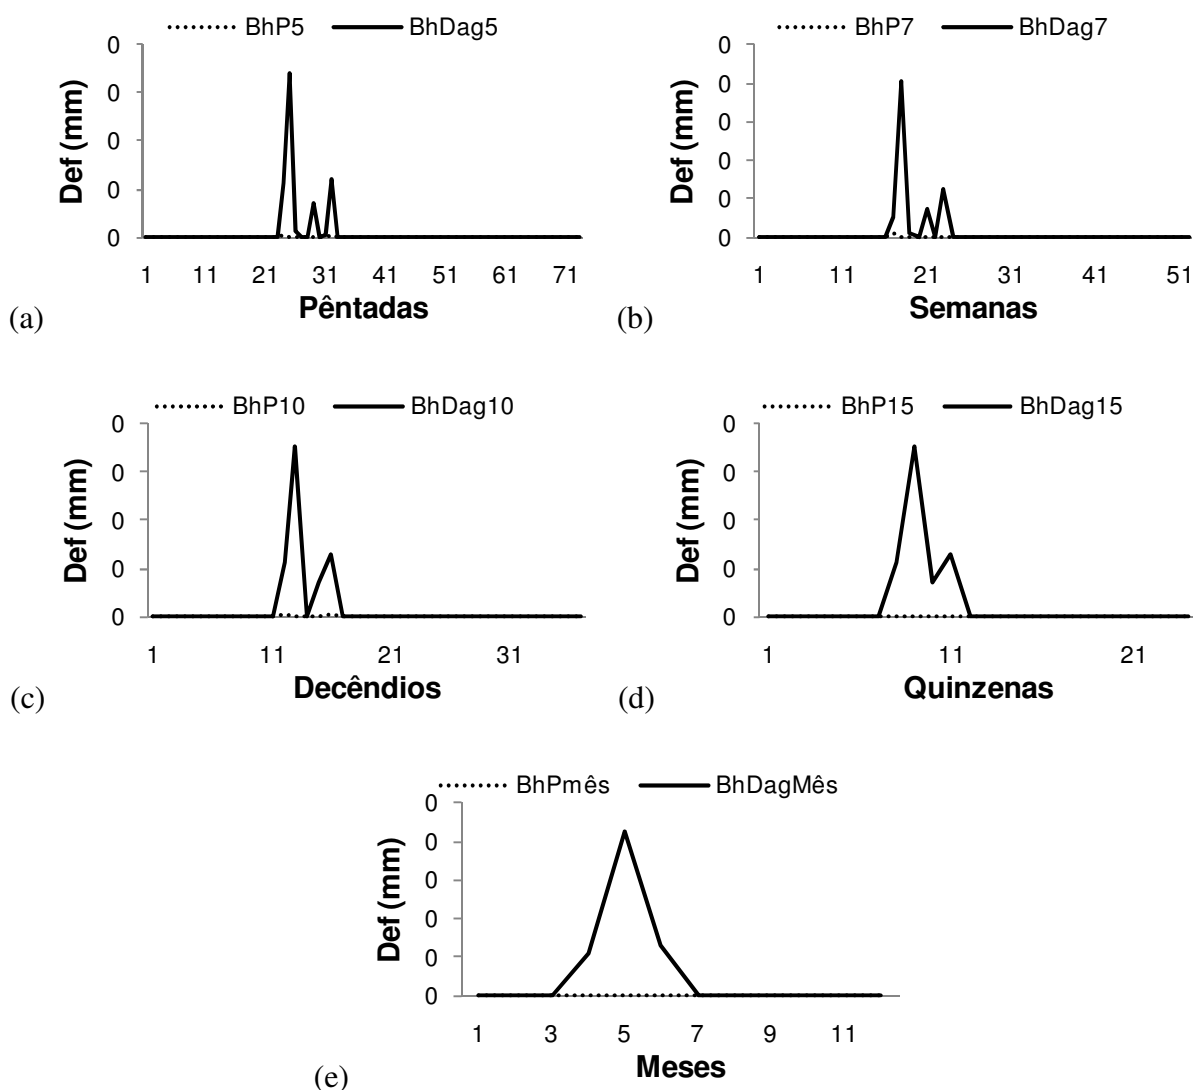 BhP5 BhDag5
0
0
0
0
0
Def (mm)
1 11 21 31 41 51 61 71
Pêntadas
(a)
BhP7 BhDag7
0
0
0
0
0
0
Def (mm)
1 11 21 31 41 51
Semanas
(b)
BhP10 BhDag10
0
0
0
0
0
Def (mm)
1 11 21 31
Decêndios
(c)
BhP15 BhDag15
0
0
0
0
0
Def (mm)
1 11 21
Quinzenas
(d)
BhPmês BhDagMês
0
0
0
0
0
0
Def (mm)
1 3 5 7 9 11
Meses
(e)